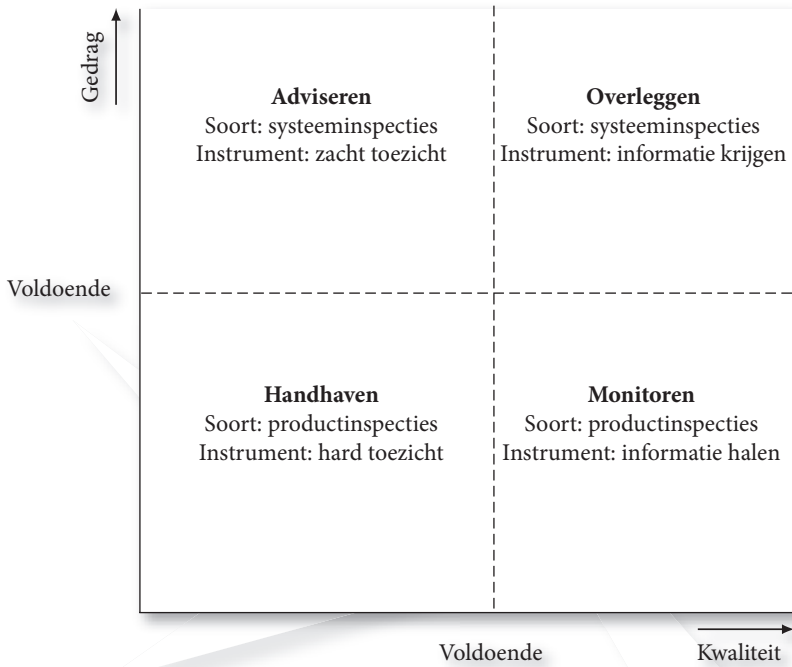 Gedrag
Adviseren
Soort: systeeminspecties
Instrument: zacht toezicht
Overleggen
Soort: systeeminspecties
Instrument: informatie krijgen
Voldoende
Handhaven
Soort: productinspecties
Instrument: hard toezicht
Monitoren
Soort: productinspecties
Instrument: informatie halen
Voldoende
Kwaliteit